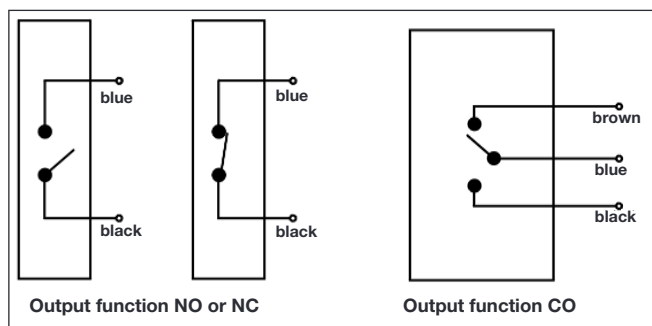 blue
blue
brown
blue
black
black
black
Output function NO or NC
Output function CO